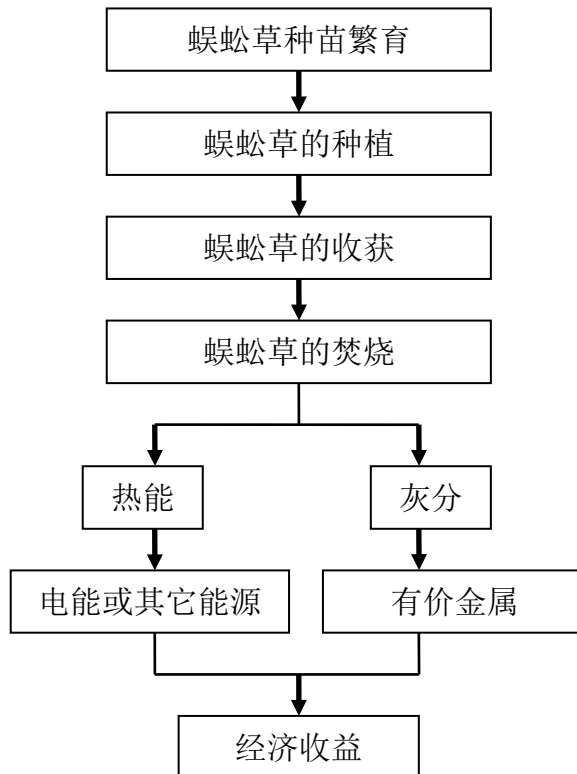 蜈蚣草种苗繁育
蜈蚣草的种植
蜈蚣草的收获
蜈蚣草的焚烧
热能
灰分
电能或其它能源
有价金属
经济收益